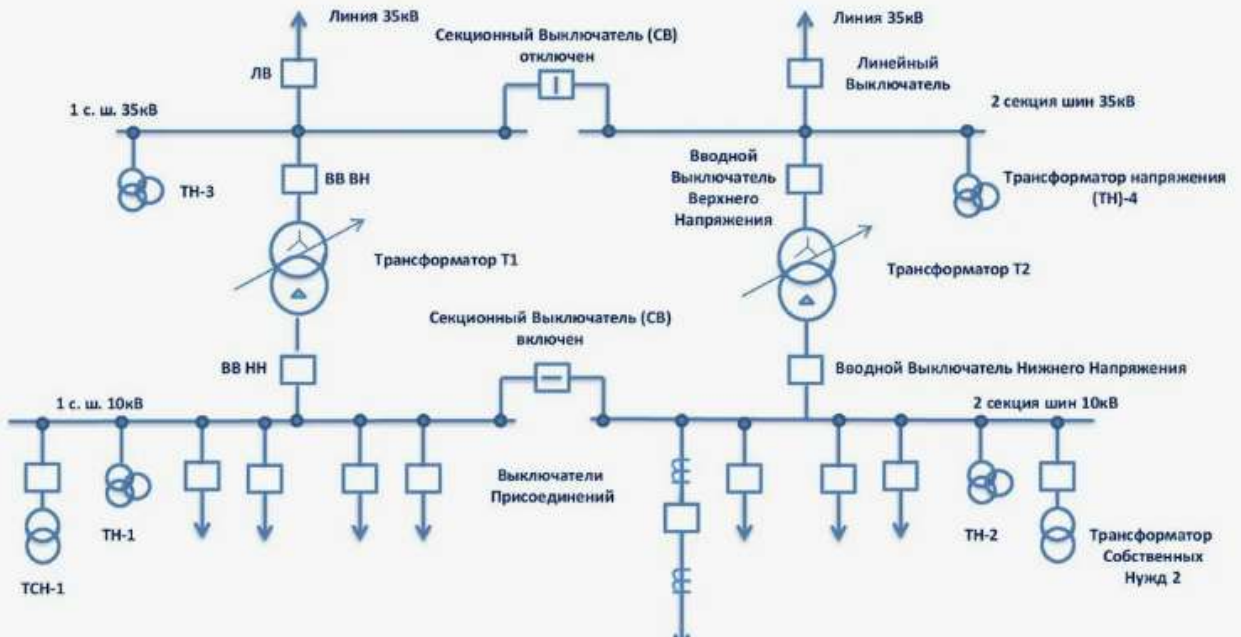 Линия 35кВ
Секционный Выключатель (СВ)
отключен
Линия 35кВ
ЛВ
Линейный
Выключатель
1 с. ш. 35кВ
2 секция шин 35кВ
ТН-3
ВВ ВН
Вводной
Выключатель
Верхнего
Напряжения
Трансформатор напряжения
(ТН)-4
Трансформатор Т1
Трансформатор Т2
Секционный Выключатель (СВ)
включен
ВВ НН
Вводной Выключатель Нижнего Напряжения
1 с. ш. 10кВ
2 секция шин 10кВ
Выключатели
Присоединений
ТН-1
ТСН-1
ТН-2
Трансформатор
Собственных
Нужд 2